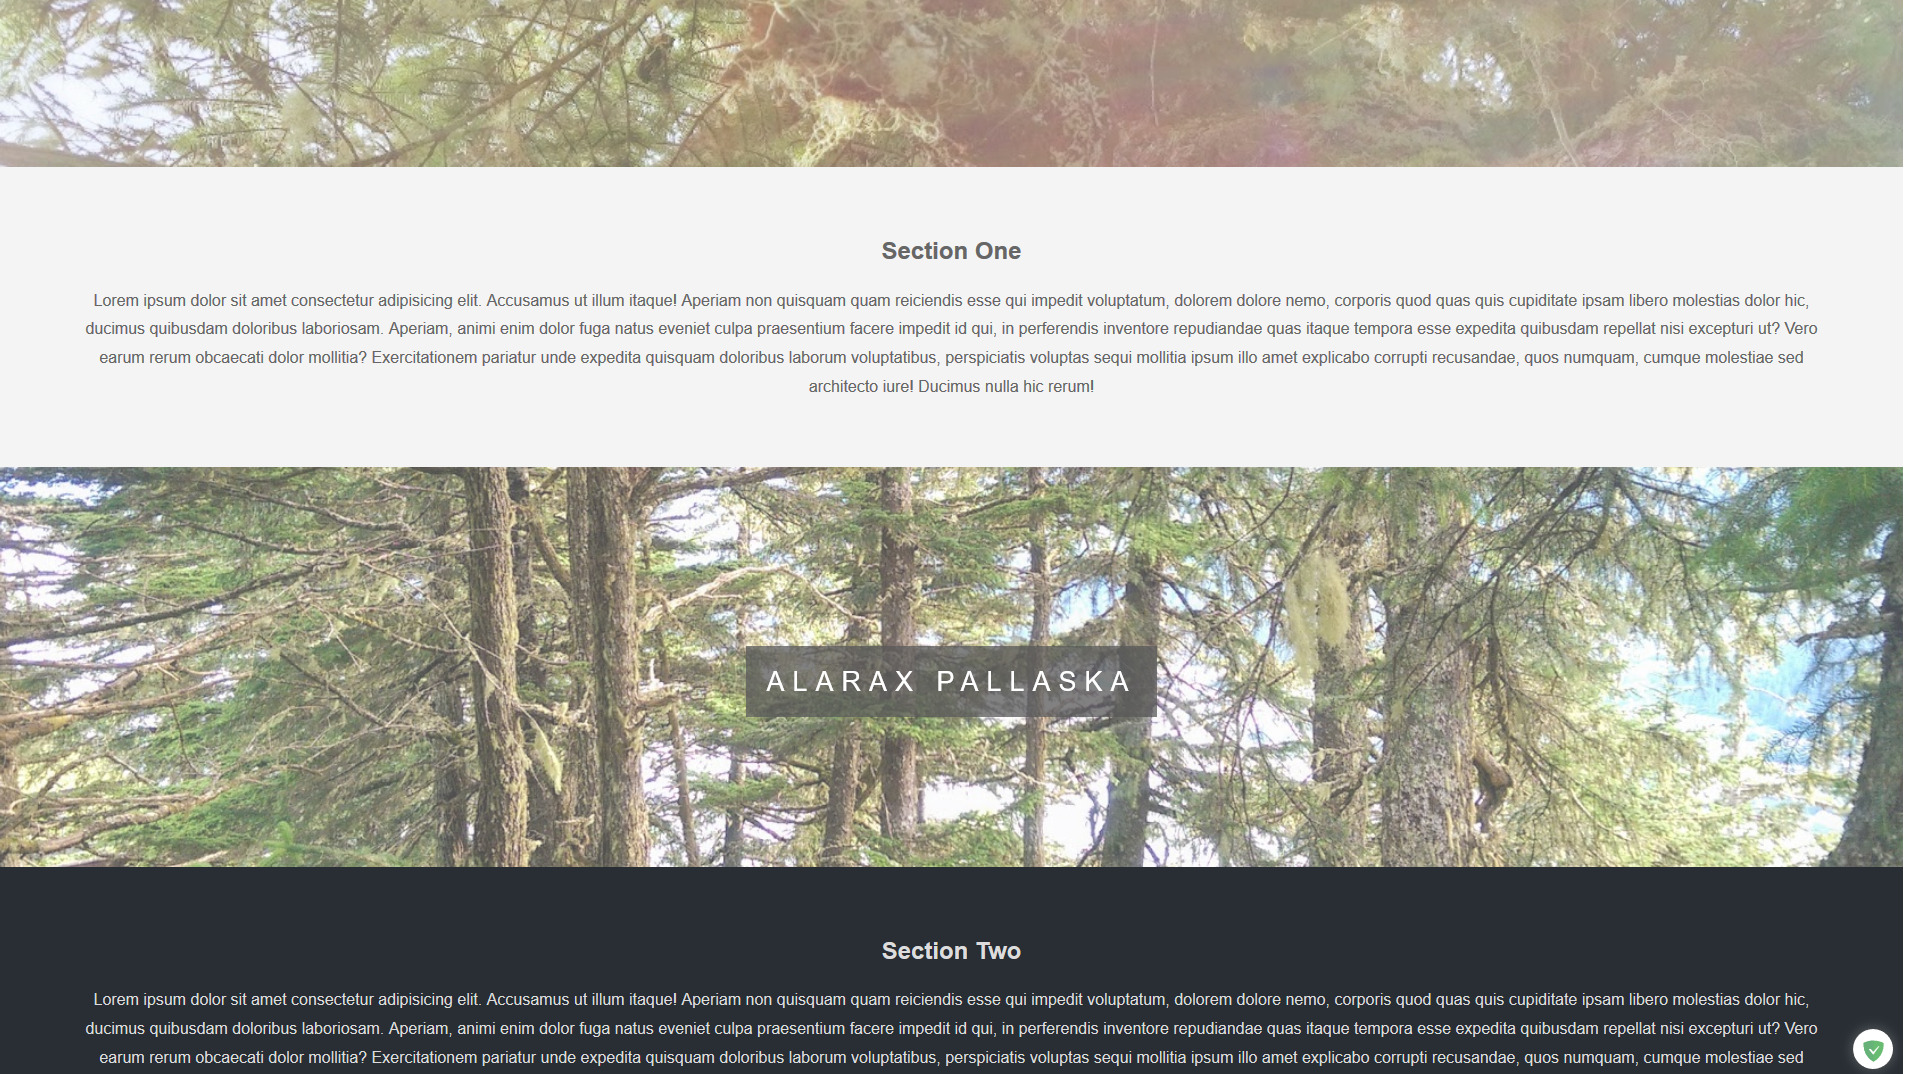 Section One
Lorem ipsum dolor sit amet consectetur adipisicing elit. Accusamus ut illum itaque! Aperiam non quisquam quam reiciendis esse qui impedit voluptatum, dolorem dolore nemo, corporis quod quas quis cupiditate ipsam libero molestias dolor hic,
ducimus quibusdam doloribus laboriosam. Aperiam, animi enim dolor fuga natus eveniet culpa praesentium facere impedit id qui, in perferendis inventore repudiandae quas itaque tempora esse expedita quibusdam repellat nisi excepturi ut? Vero
earum rerum obcaecati dolor mollitia? Exercitationem pariatur unde expedita quisquam doloribus laborum voluptatibus, perspiciatis voluptas sequi mollitia ipsum illo amet explicabo corrupti recusandae, quos numquam, cumque molestiae sed
architecto iure! Ducimus nulla hic rerum!
ALARAX PALLASKA
Section Two
Lorem ipsum dolor sit amet consectetur adipisicing elit. Accusamus ut illum itaque! Aperiam non quisquam quam reiciendis esse qui impedit voluptatum, dolorem dolore nemo, corporis quod quas quis cupiditate ipsam libero molestias dolor hic,
ducimus quibusdam doloribus laboriosam. Aperiam, animi enim dolor fuga natus eveniet culpa praesentium facere impedit id qui, in perferendis inventore repudiandae quas itaque tempora esse expedita quibusdam repellat nisi excepturi ut? Vero
earum rerum obcaecati dolor mollitia? Exercitationem pariatur unde expedita quisquam doloribus laborum voluptatibus, perspiciatis voluptas sequi mollitia ipsum illo amet explicabo corrupti recusandae, quos numquam, cumque molestiae sed